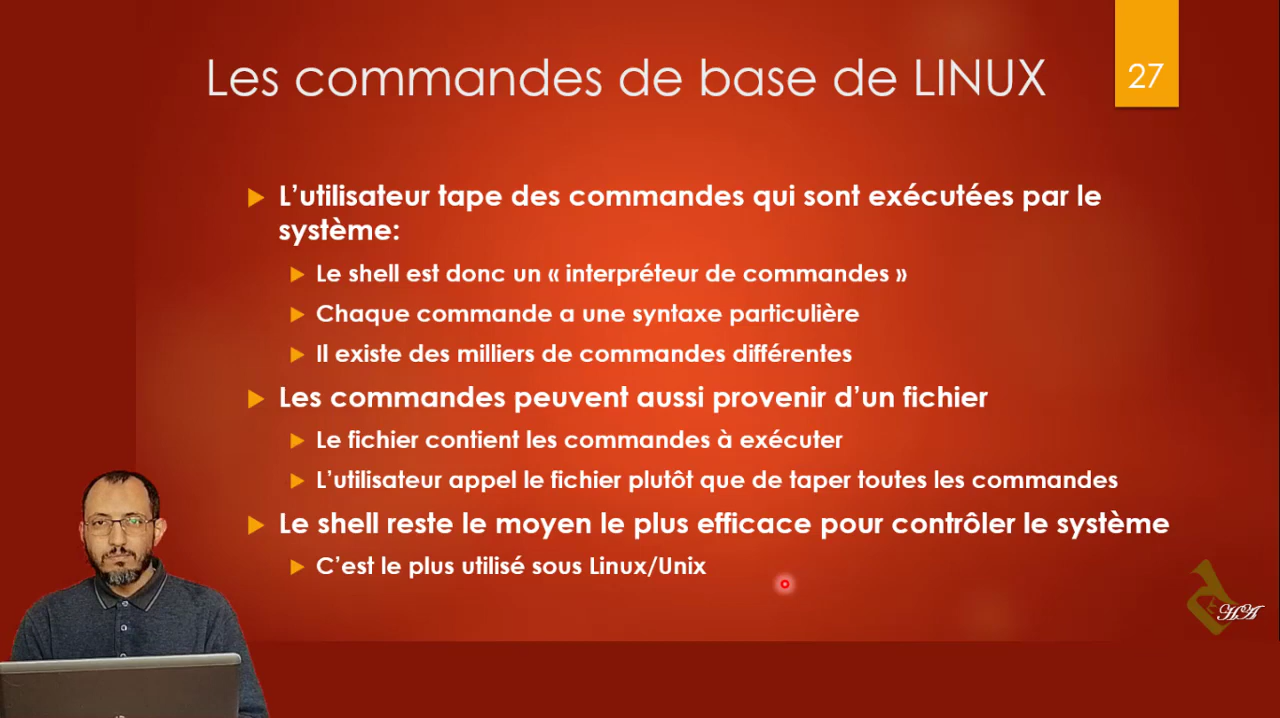 Les commandes de base de LINUX
27
L'utilisateur tape des commandes qui sont exécutées par le
système:
Le shell est donc un « interpréteur de commandes »
Chaque commande a une syntaxe particulière
Il existe des milliers de commandes différentes
Les commandes peuvent aussi provenir d'un fichier
Le fichier contient les commandes à exécuter
L'utilisateur appel le fichier plutôt que de taper toutes les commandes
Le shell reste le moyen le plus efficace pour contrôler le système
C'est le plus utilisé sous Linux/Unix
HA